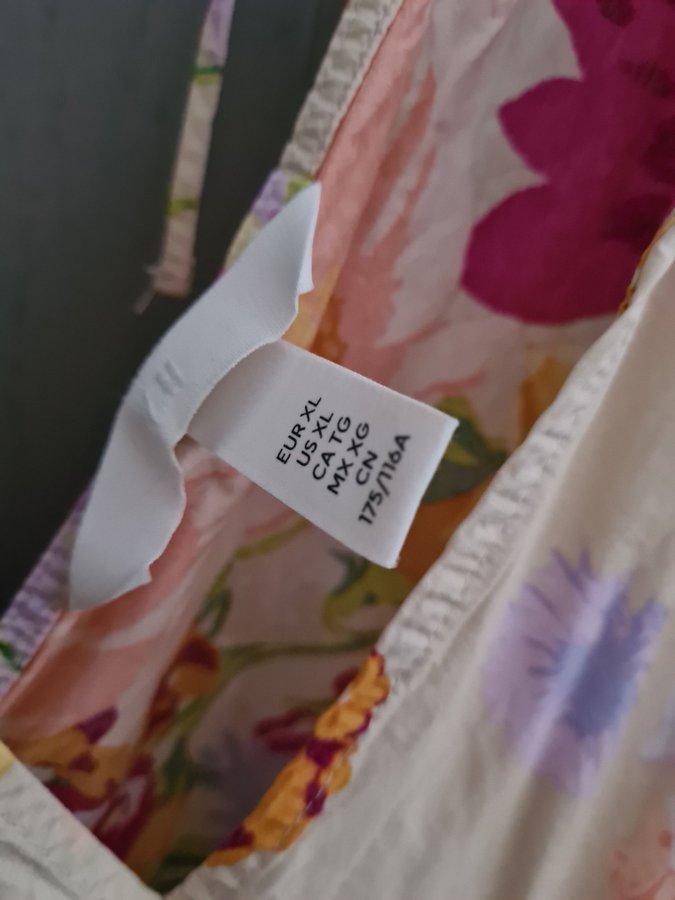 EUR XL
US XL
CA TG
MX XG
CN
175/116A